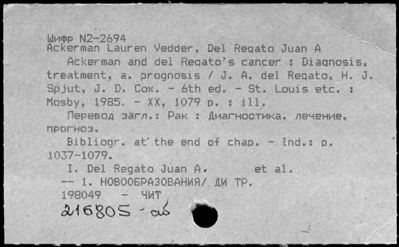 Шифр N2-2694
Ackerman Lauren Vedder, Del Regato Juan A
Ackerman and del Regato's cancer : Diagnosis,
treatment, a. prognosis / J. A. del Regato, H. J.
Spjut, J. D. Cox. - 6th ed. - St. Louis etc. :
Mosby, 1985. - XX, 1079 p. : ill.
Перевод загл.: Рак : Диагностика, лечение,
прогноз.
Bibliogr. at the end of chap. - Ind.: p.
1037-1079.
I. Del Regato Juan A. et al.
-- 1. НОВООБРАЗОВАНИЯ/ ДИ ТР.
198049 - ЧИТ
216805 - аб